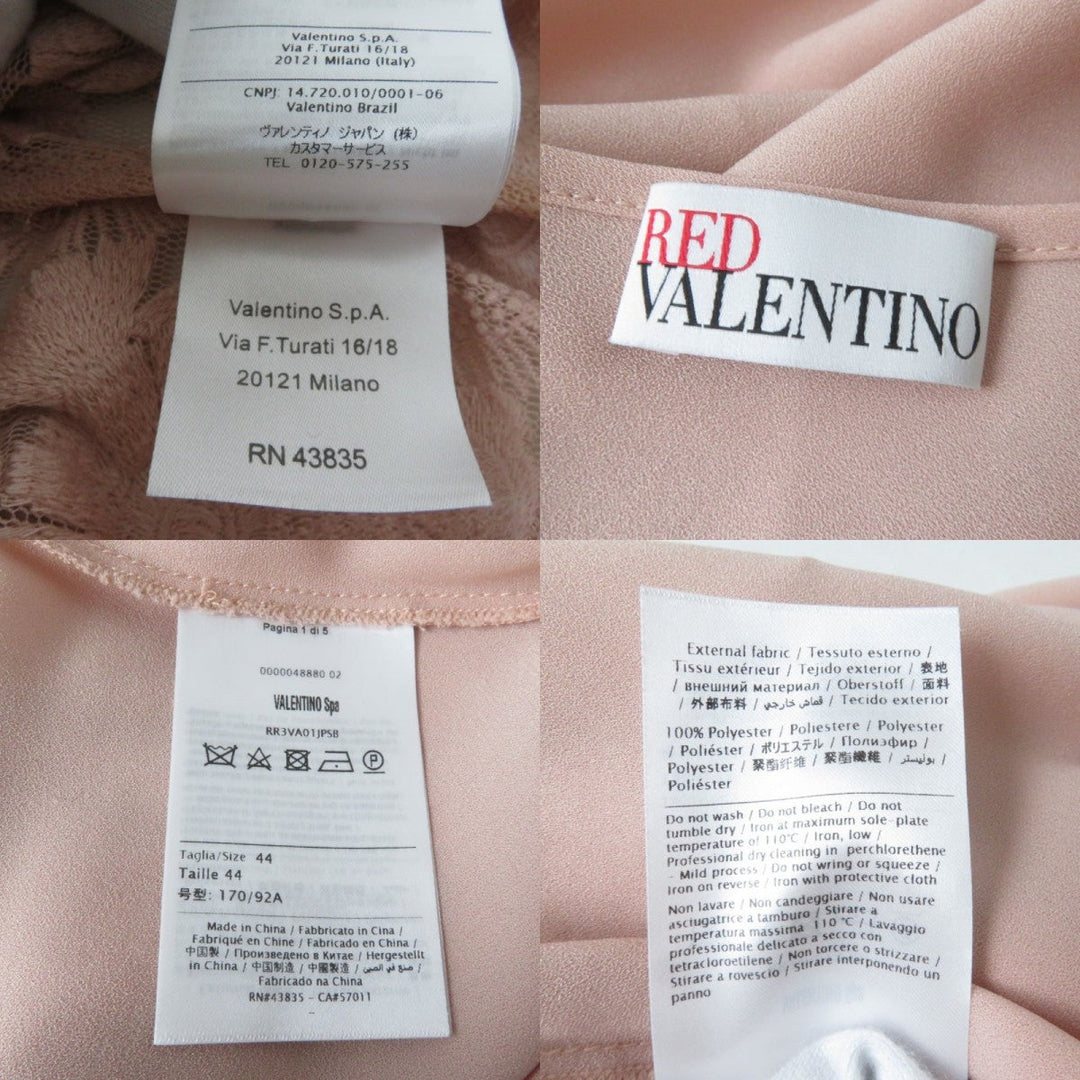 Valentino S.p.A.
Via F.Turati 16/18
20121 Milano (Italy)
CNPJ: 14.720.010/0001-06
Valentino Brazil
ヴァレンティノ ジャパン (株)
カスタマーサービス
TEL 0120-575-255
Valentino S.p.A.
Via F.Turati 16/18
20121 Milano
RN 43835
RED
VALENTINO
Pagina 1 di 5
0000048880 02
VALENTINO Spa
RR3VA01JPSB
P
Taglia/Size 44
Taille 44
号型: 170/92A
Made in China / Fabbricato in Cina /
Fabriqué en Chine / Fabricado en China /
中国製 / Произведено в Китае / Hergestellt
in China / 中国制造 / 中國製造 / صنع في الصين /
Fabricado na China
RN#43835 - CA#57011
External fabric / Tessuto esterno /
Tissu extérieur / Tejido exterior / 表地
/ внешний материал / Oberstoff / 面料
/ 外部布料 / قماش خارجي / Tecido exterior
100% Polyester / Poliestere / Polyester
/ Poliéster / ポリエステル / Полиэфир /
Polyester / 聚酯纤维 / 聚酯纖維 / بوليستر /
Poliéster
Do not wash / Do not bleach / Do not
tumble dry / Iron at maximum sole-plate
temperature of 110°C / Iron, low /
Professional dry cleaning in perchlorethene
- Mild process / Do not wring or squeeze /
Iron on reverse / Iron with protective cloth
Non lavare / Non candeggiare / Non usare
asciugatrice a tamburo / Stirare a
temperatura massima 110 °C / Lavaggio
professionale delicato a secco con
tetracloroetilene / Non torcere o strizzare /
Stirare a rovescio / Stirare interponendo un
panno